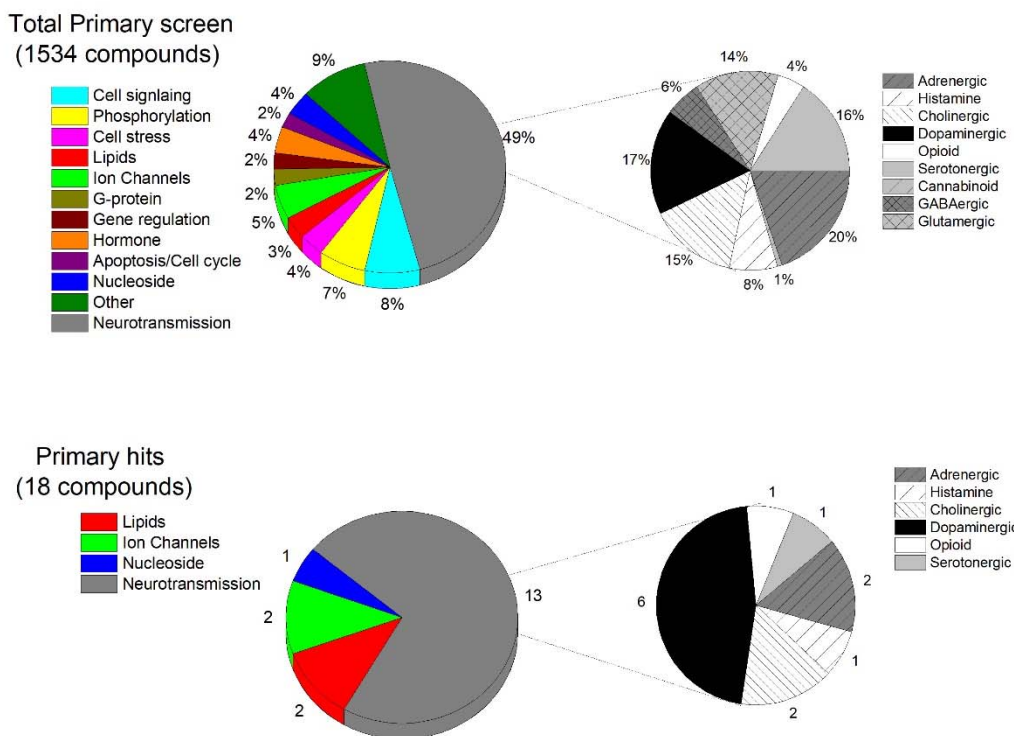 Total Primary screen
(1534 compounds)
Cell signlaing
Phosphorylation
Cell stress
Lipids
Ion Channels
G-protein
Gene regulation
Hormone
Apoptosis/Cell cycle
Nucleoside
Other
Neurotransmission
9%
4%
2%
4%
2%
2%
5%
3%
4%
7%
8%
49%
14%
4%
6%
16%
17%
20%
15%
8%
1%
Adrenergic
Histamine
Cholinergic
Dopaminergic
Opioid
Serotonergic
Cannabinoid
GABAergic
Glutamergic
Primary hits
(18 compounds)
Lipids
Ion Channels
Nucleoside
Neurotransmission
1
2
2
13
1
1
6
2
1
2
Adrenergic
Histamine
Cholinergic
Dopaminergic
Opioid
Serotonergic